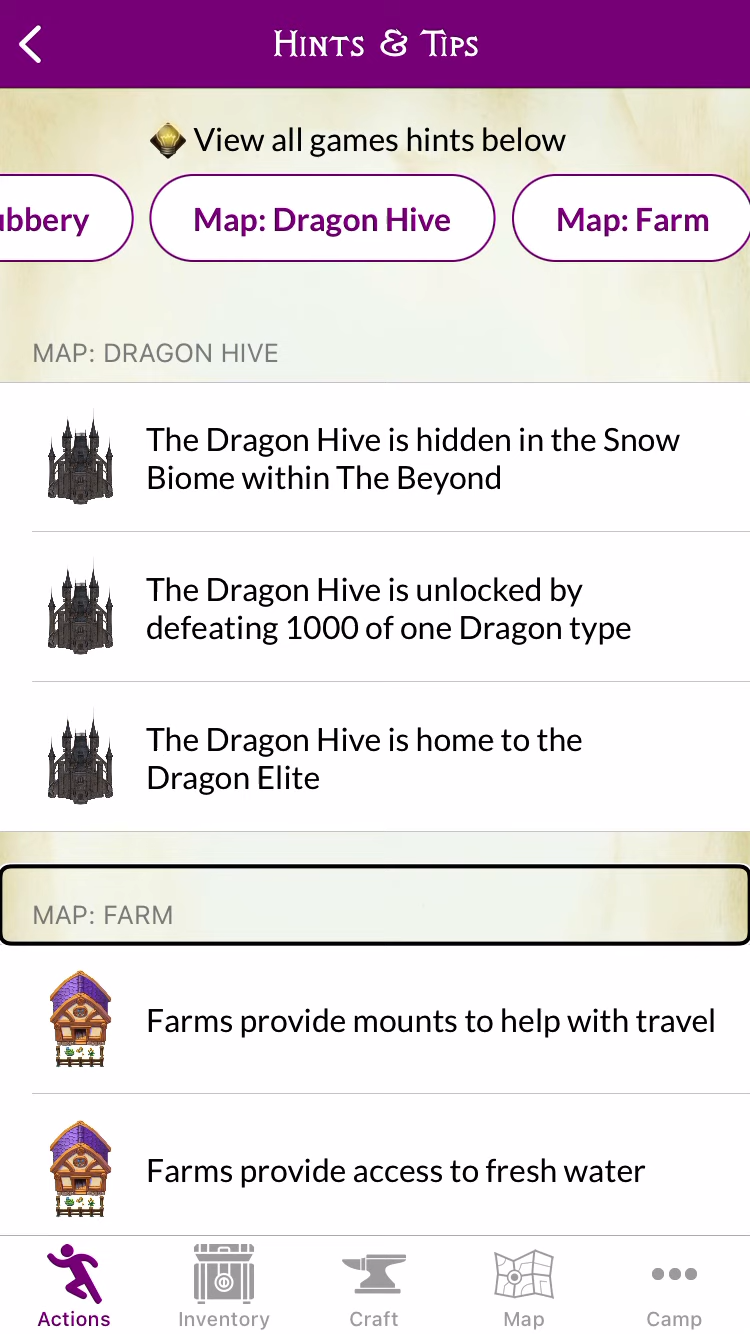 Hints & Tips
View all games hints below
ubbery
Map: Dragon Hive
Map: Farm
MAP: DRAGON HIVE
The Dragon Hive is hidden in the Snow
Biome within The Beyond
The Dragon Hive is unlocked by
defeating 1000 of one Dragon type
The Dragon Hive is home to the
Dragon Elite
MAP: FARM
Farms provide mounts to help with travel
Farms provide access to fresh water
Actions
Inventory
Craft
Map
Camp